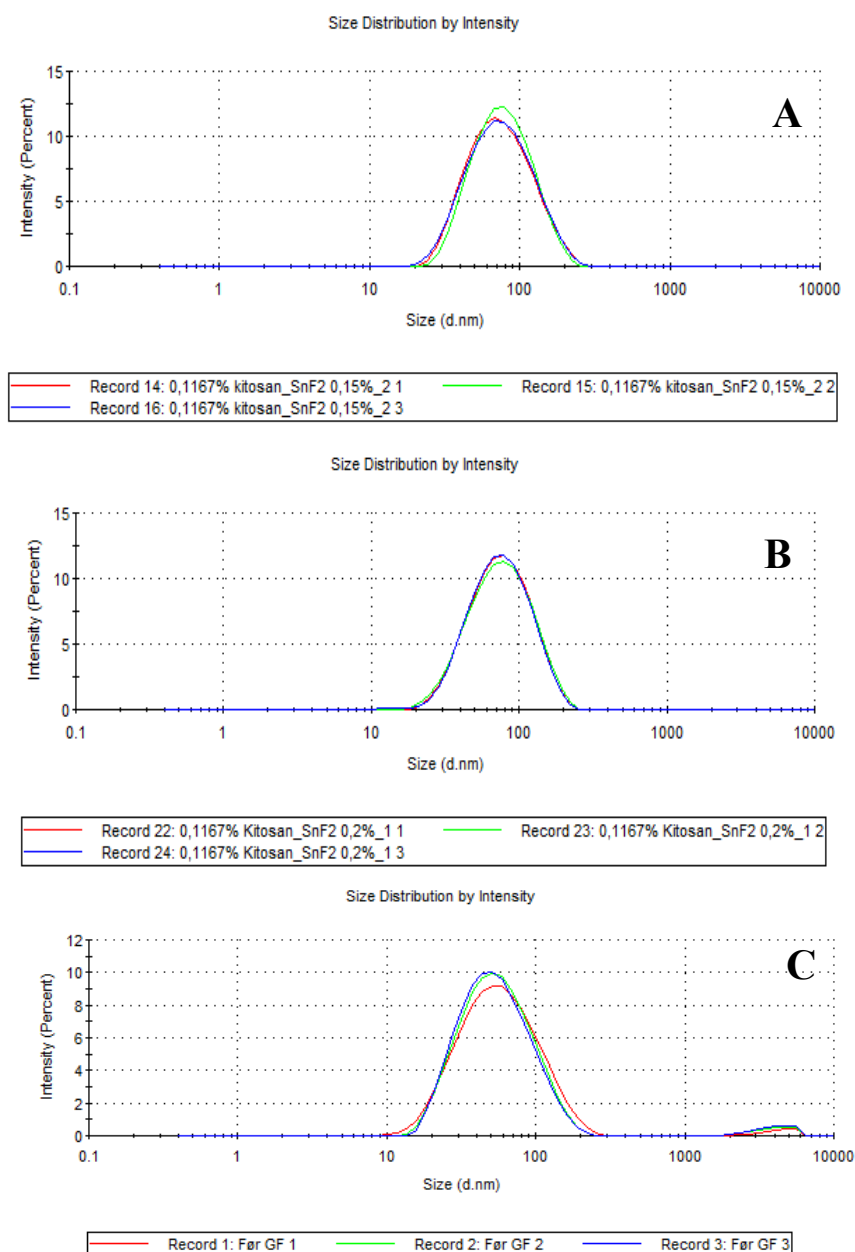 Size Distribution by Intensity
A
15
10
5
0
Intensity (Percent)
0.1 1 10 100 1000 10000
Size (d.nm)
Record 14: 0,1167% kitosan_SnF2 0,15%_2 1 Record 15: 0,1167% kitosan_SnF2 0,15%_2 2
Record 16: 0,1167% kitosan_SnF2 0,15%_2 3
Size Distribution by Intensity
B
15
10
5
0
Intensity (Percent)
0.1 1 10 100 1000 10000
Size (d.nm)
Record 22: 0,1167% Kitosan_SnF2 0,2%_1 1 Record 23: 0,1167% Kitosan_SnF2 0,2%_1 2
Record 24: 0,1167% Kitosan_SnF2 0,2%_1 3
Size Distribution by Intensity
C
12
10
8
6
4
2
0
Intensity (Percent)
0.1 1 10 100 1000 10000
Size (d.nm)
Record 1: Før GF 1 Record 2: Før GF 2 Record 3: Før GF 3